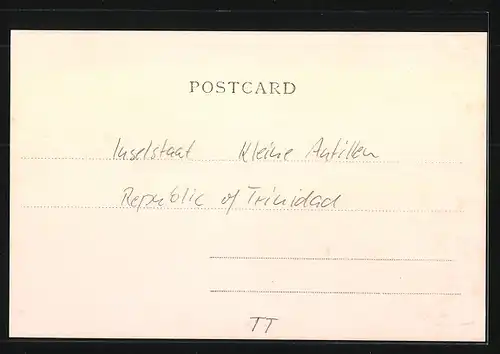 POSTCARD
Inselstaat Kleine Antillen
Republic of Trinidad
TT